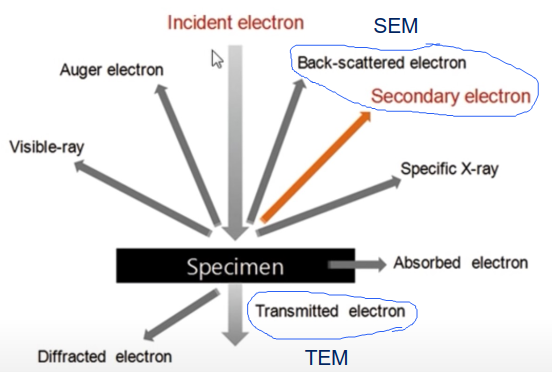 Incident electron
SEM
Auger electron
Back-scattered electron
Secondary electron
Visible-ray
Specific X-ray
Specimen
Absorbed electron
Transmitted electron
Diffracted electron
TEM